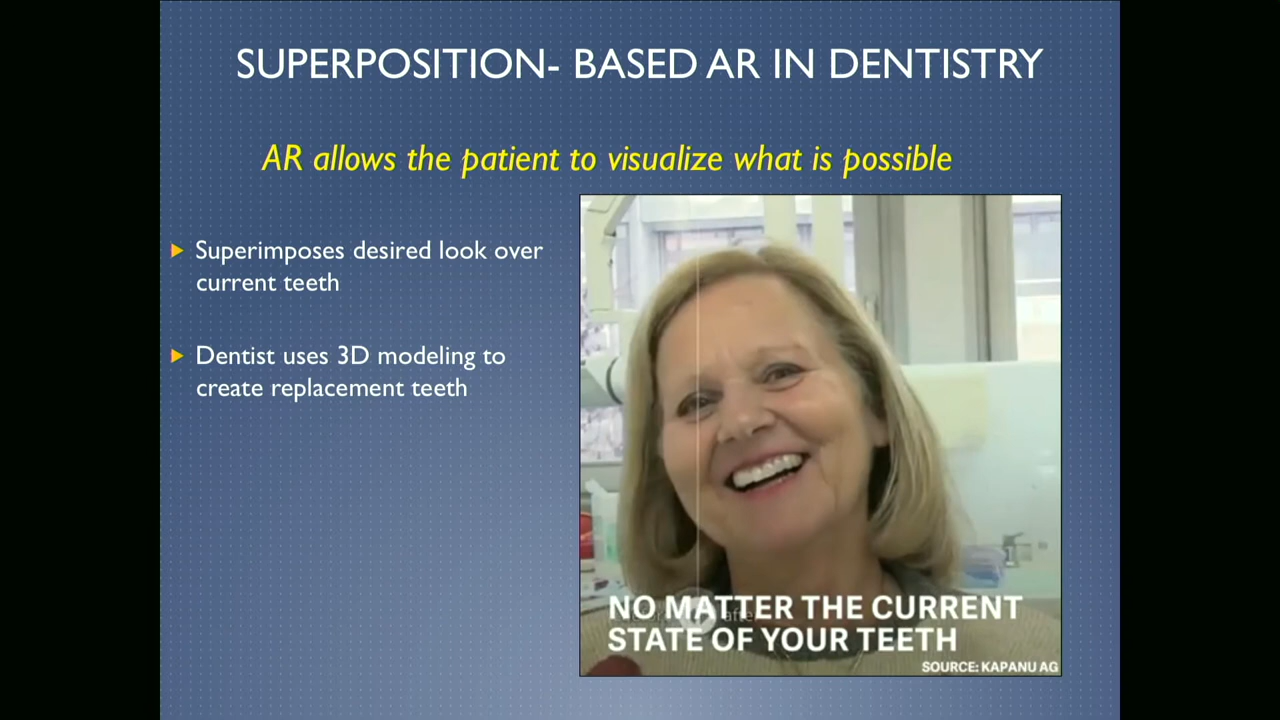 SUPERPOSITION- BASED AR IN DENTISTRY
AR allows the patient to visualize what is possible
Superimposes desired look over
current teeth
Dentist uses 3D modeling to
create replacement teeth
NO MATTER THE CURRENT
STATE OF YOUR TEETH
SOURCE: KAPANU AG